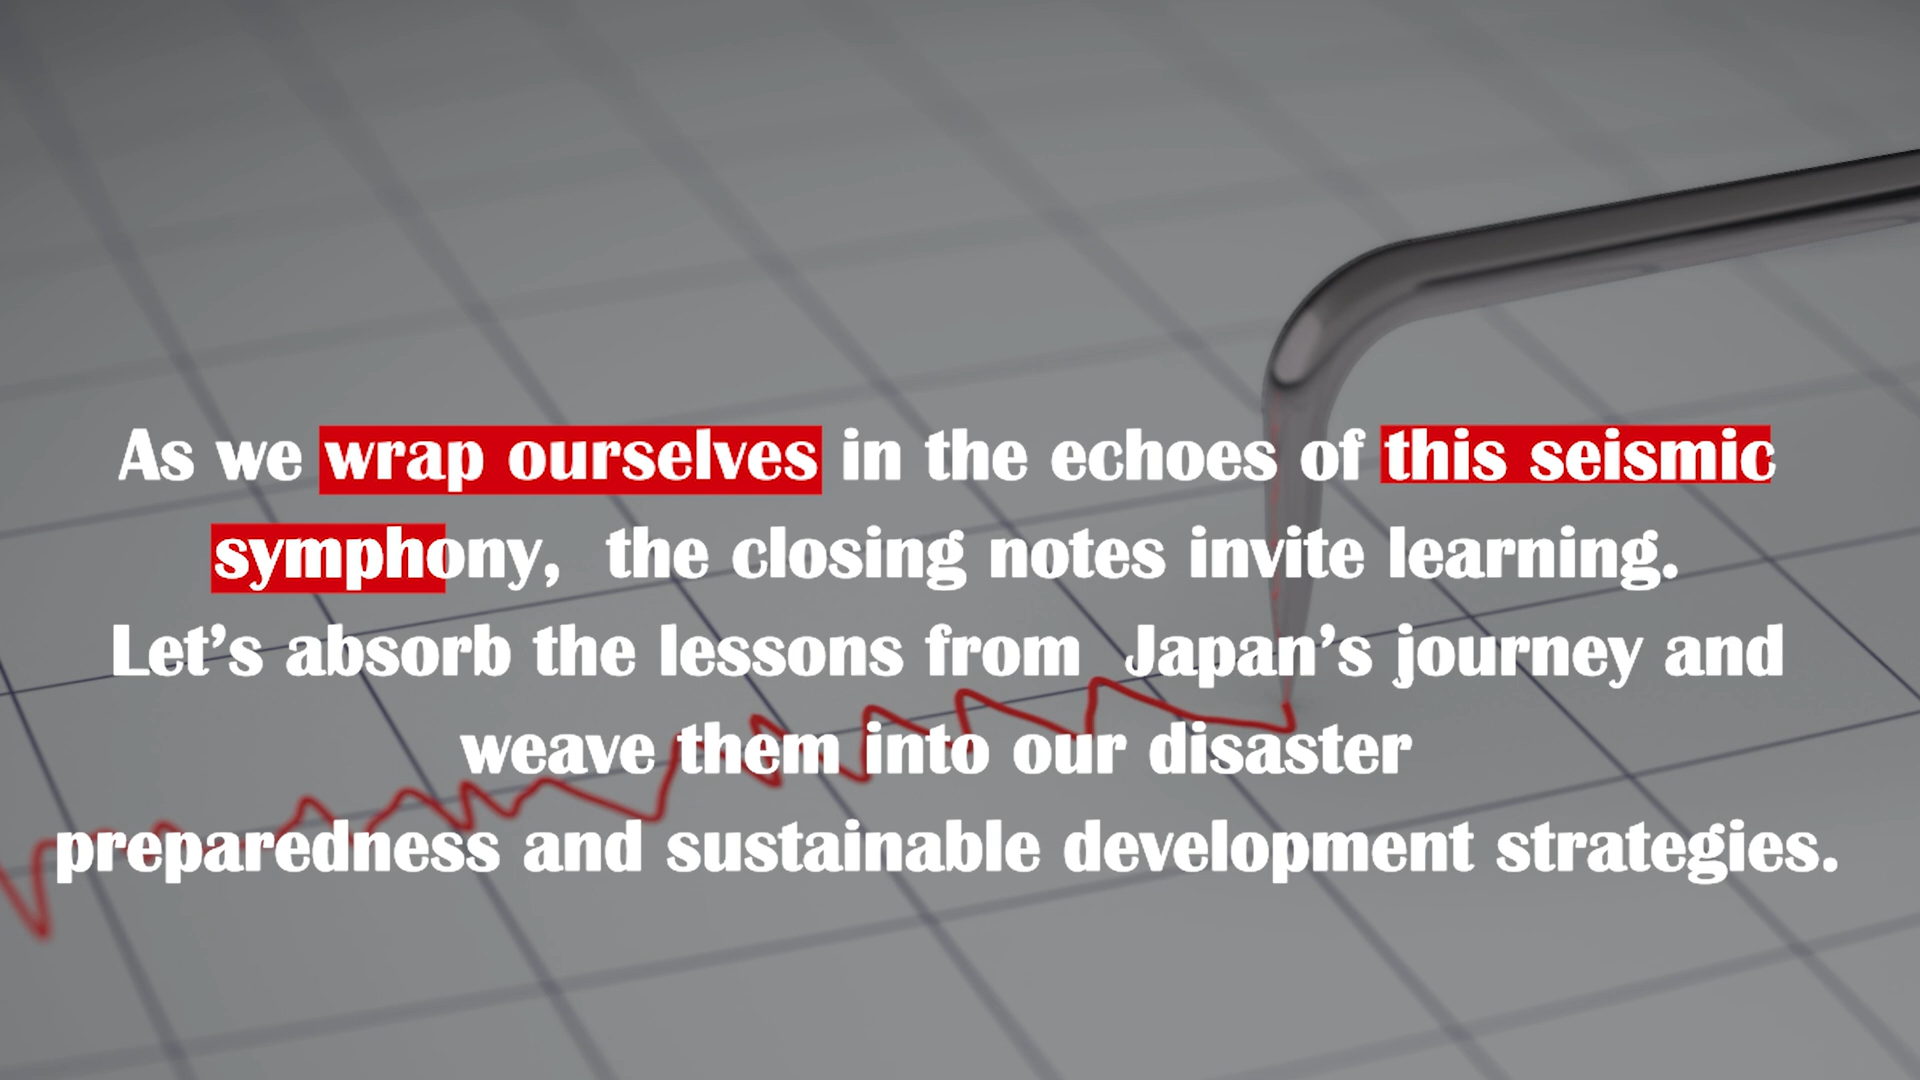 As we wrap ourselves in the echoes of this seismic
symphony,  the closing notes invite learning.
Let’s absorb the lessons from  Japan’s journey and
weave them into our disaster
preparedness and sustainable development strategies.